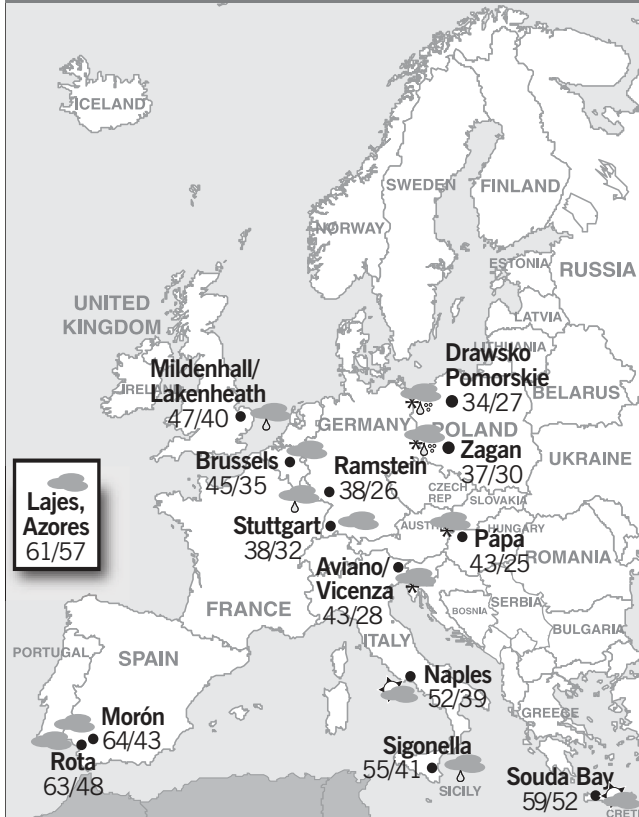 ICELAND
SWEDEN
FINLAND
NORWAY
ESTONIA
RUSSIA
LATVIA
LITHUANIA
UNITED
KINGDOM
IRELAND
Mildenhall/
Lakenheath
47/40
Drawsko
Pomorskie
34/27
BELARUS
GERMANY
POLAND
Zagan
37/30
UKRAINE
Brussels
45/35
Ramstein
38/26
CZECH
REP
SLOVAKIA
Lajes,
Azores
61/57
Stuttgart
38/32
AUSTRIA
HUNGARY
Pápa
43/25
ROMANIA
Aviano/
Vicenza
43/28
FRANCE
BOSNIA
SERBIA
BULGARIA
ITALY
PORTUGAL
SPAIN
Naples
52/39
GREECE
Morón
64/43
Rota
63/48
Sigonella
55/41
SICILY
Souda Bay
59/52
CRETE